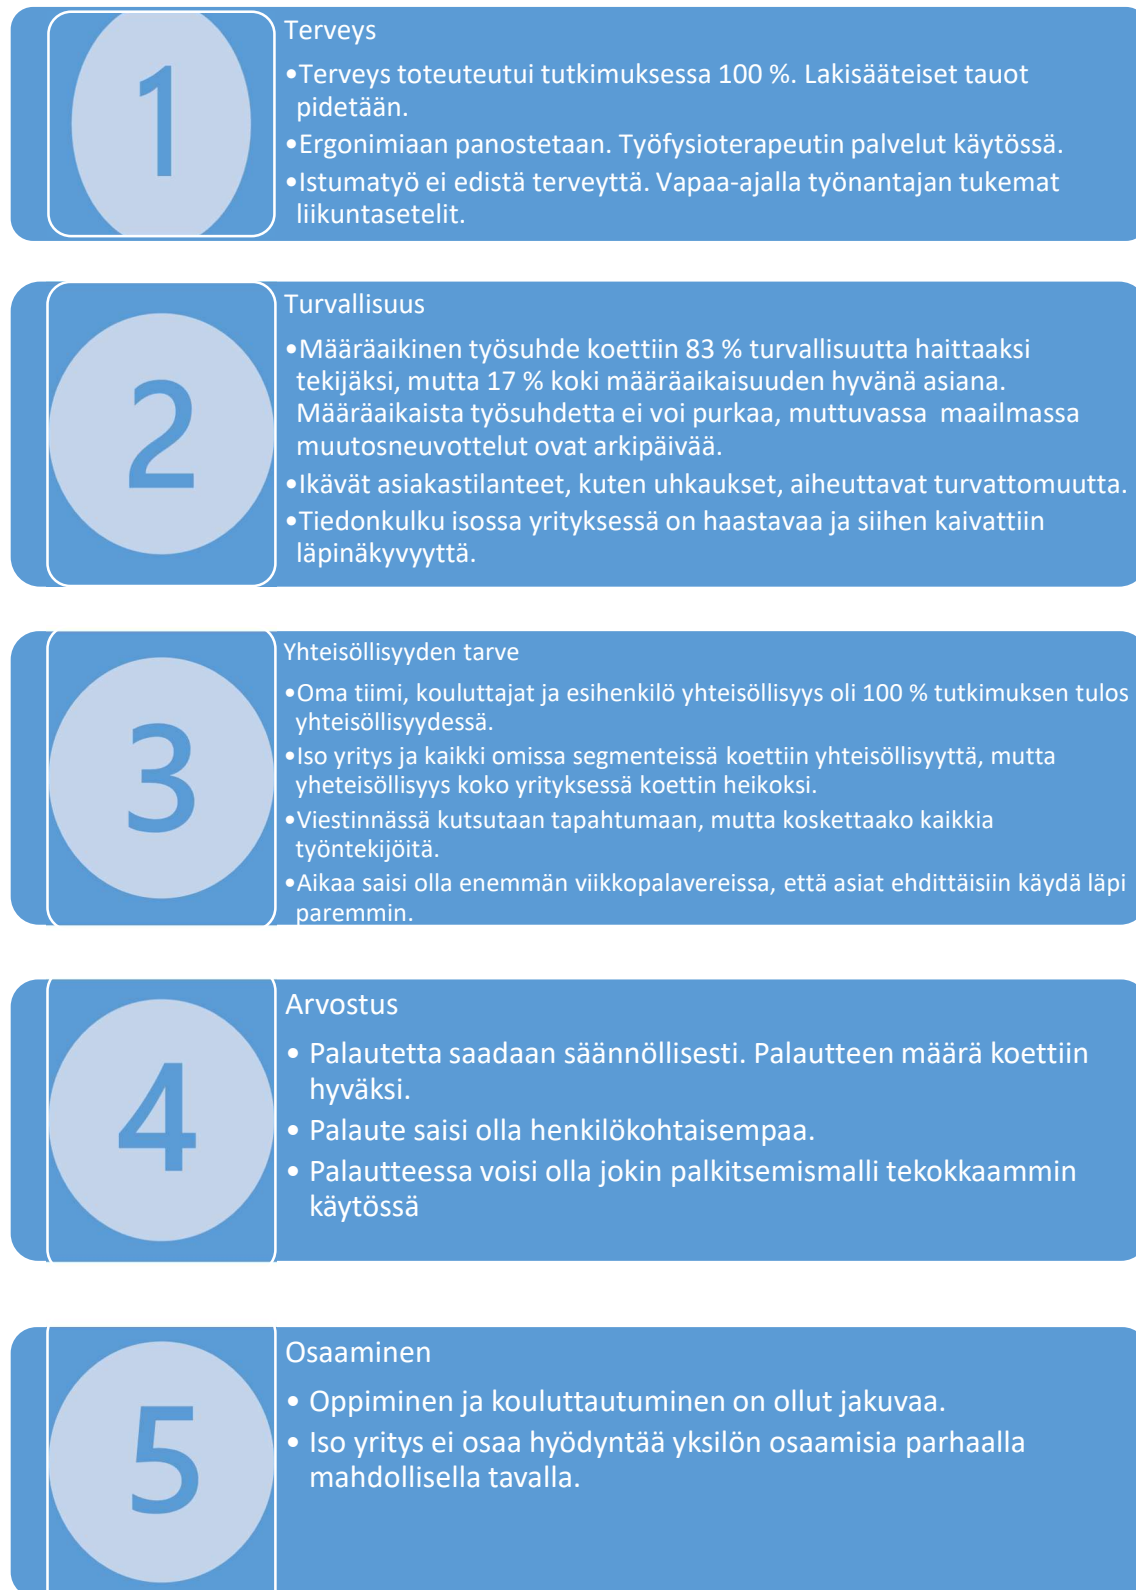 1
Terveys
•Terveys toteuteutui tutkimuksessa 100 %. Lakisääteiset tauot
pidetään.
•Ergonimiaan panostetaan. Työfysioterapeutin palvelut käytössä.
•Istumatyö ei edistä terveyttä. Vapaa-ajalla työnantajan tukemat
liikuntasetelit.
2
Turvallisuus
•Määräaikinen työsuhde koettiin 83 % turvallisuutta haittaaksi
tekijäksi, mutta 17 % koki määräaikaisuuden hyvänä asiana.
Määräaikaista työsuhdetta ei voi purkaa, muttuvassa maailmassa
muutosneuvottelut ovat arkipäivää.
•Ikävät asiakastilanteet, kuten uhkaukset, aiheuttavat turvattomuutta.
•Tiedonkulku isossa yrityksessä on haastavaa ja siihen kaivattiin
läpinäkyvyyttä.
3
Yhteisöllisyyden tarve
•Oma tiimi, kouluttajat ja esihenkilö yhteisöllisyys oli 100 % tutkimuksen tulos
yhteisöllisyydessä.
•Iso yritys ja kaikki omissa segmenteissä koettiin yhteisöllisyyttä, mutta
yheteisöllisyys koko yrityksessä koettin heikoksi.
•Viestinnässä kutsutaan tapahtumaan, mutta koskettaako kaikkia
työntekijöitä.
•Aikaa saisi olla enemmän viikkopalavereissa, että asiat ehdittäisiin käydä läpi
paremmin.
4
Arvostus
• Palautetta saadaan säännöllisesti. Palautteen määrä koettiin
hyväksi.
• Palaute saisi olla henkilökohtaisempaa.
• Palautteessa voisi olla jokin palkitsemismalli tekokkaammin
käytössä
5
Osaaminen
• Oppiminen ja kouluttautuminen on ollut jakuvaa.
• Iso yritys ei osaa hyödyntää yksilön osaamisia parhaalla
mahdollisella tavalla.